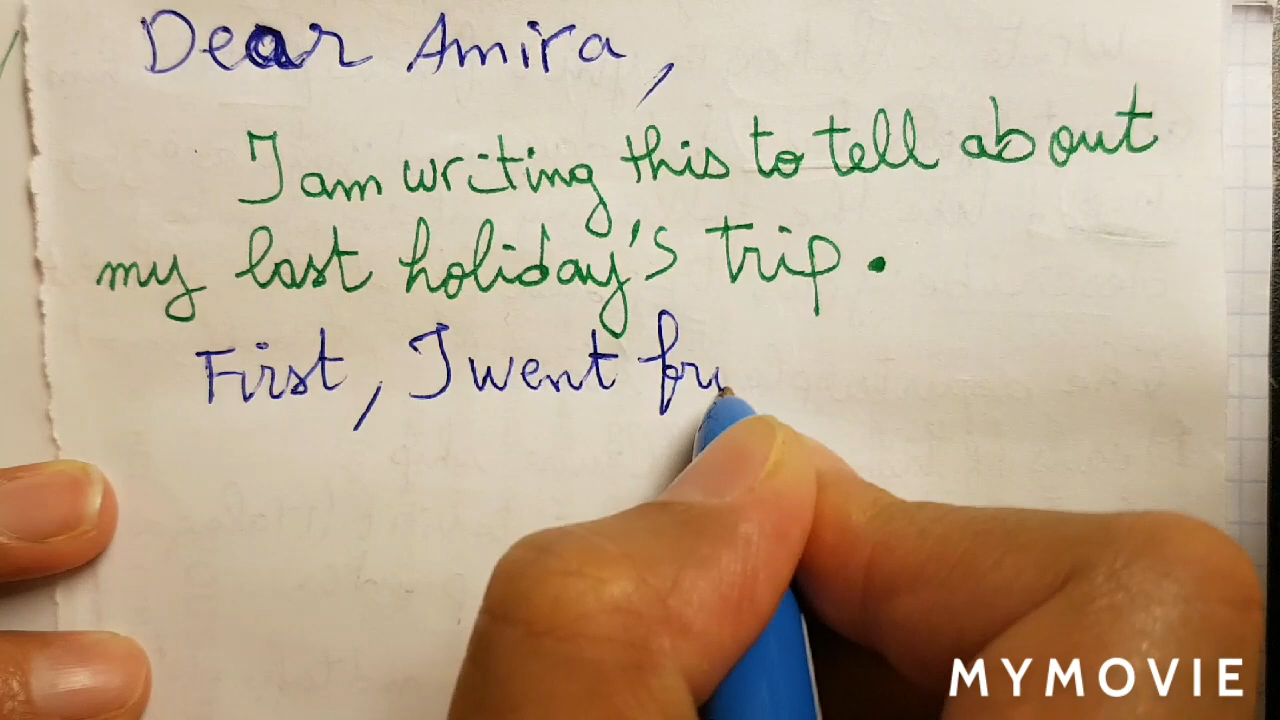 Dear Amira,
I am writing this to tell about
my last holiday's trip.
First, I went
MYMOVIE